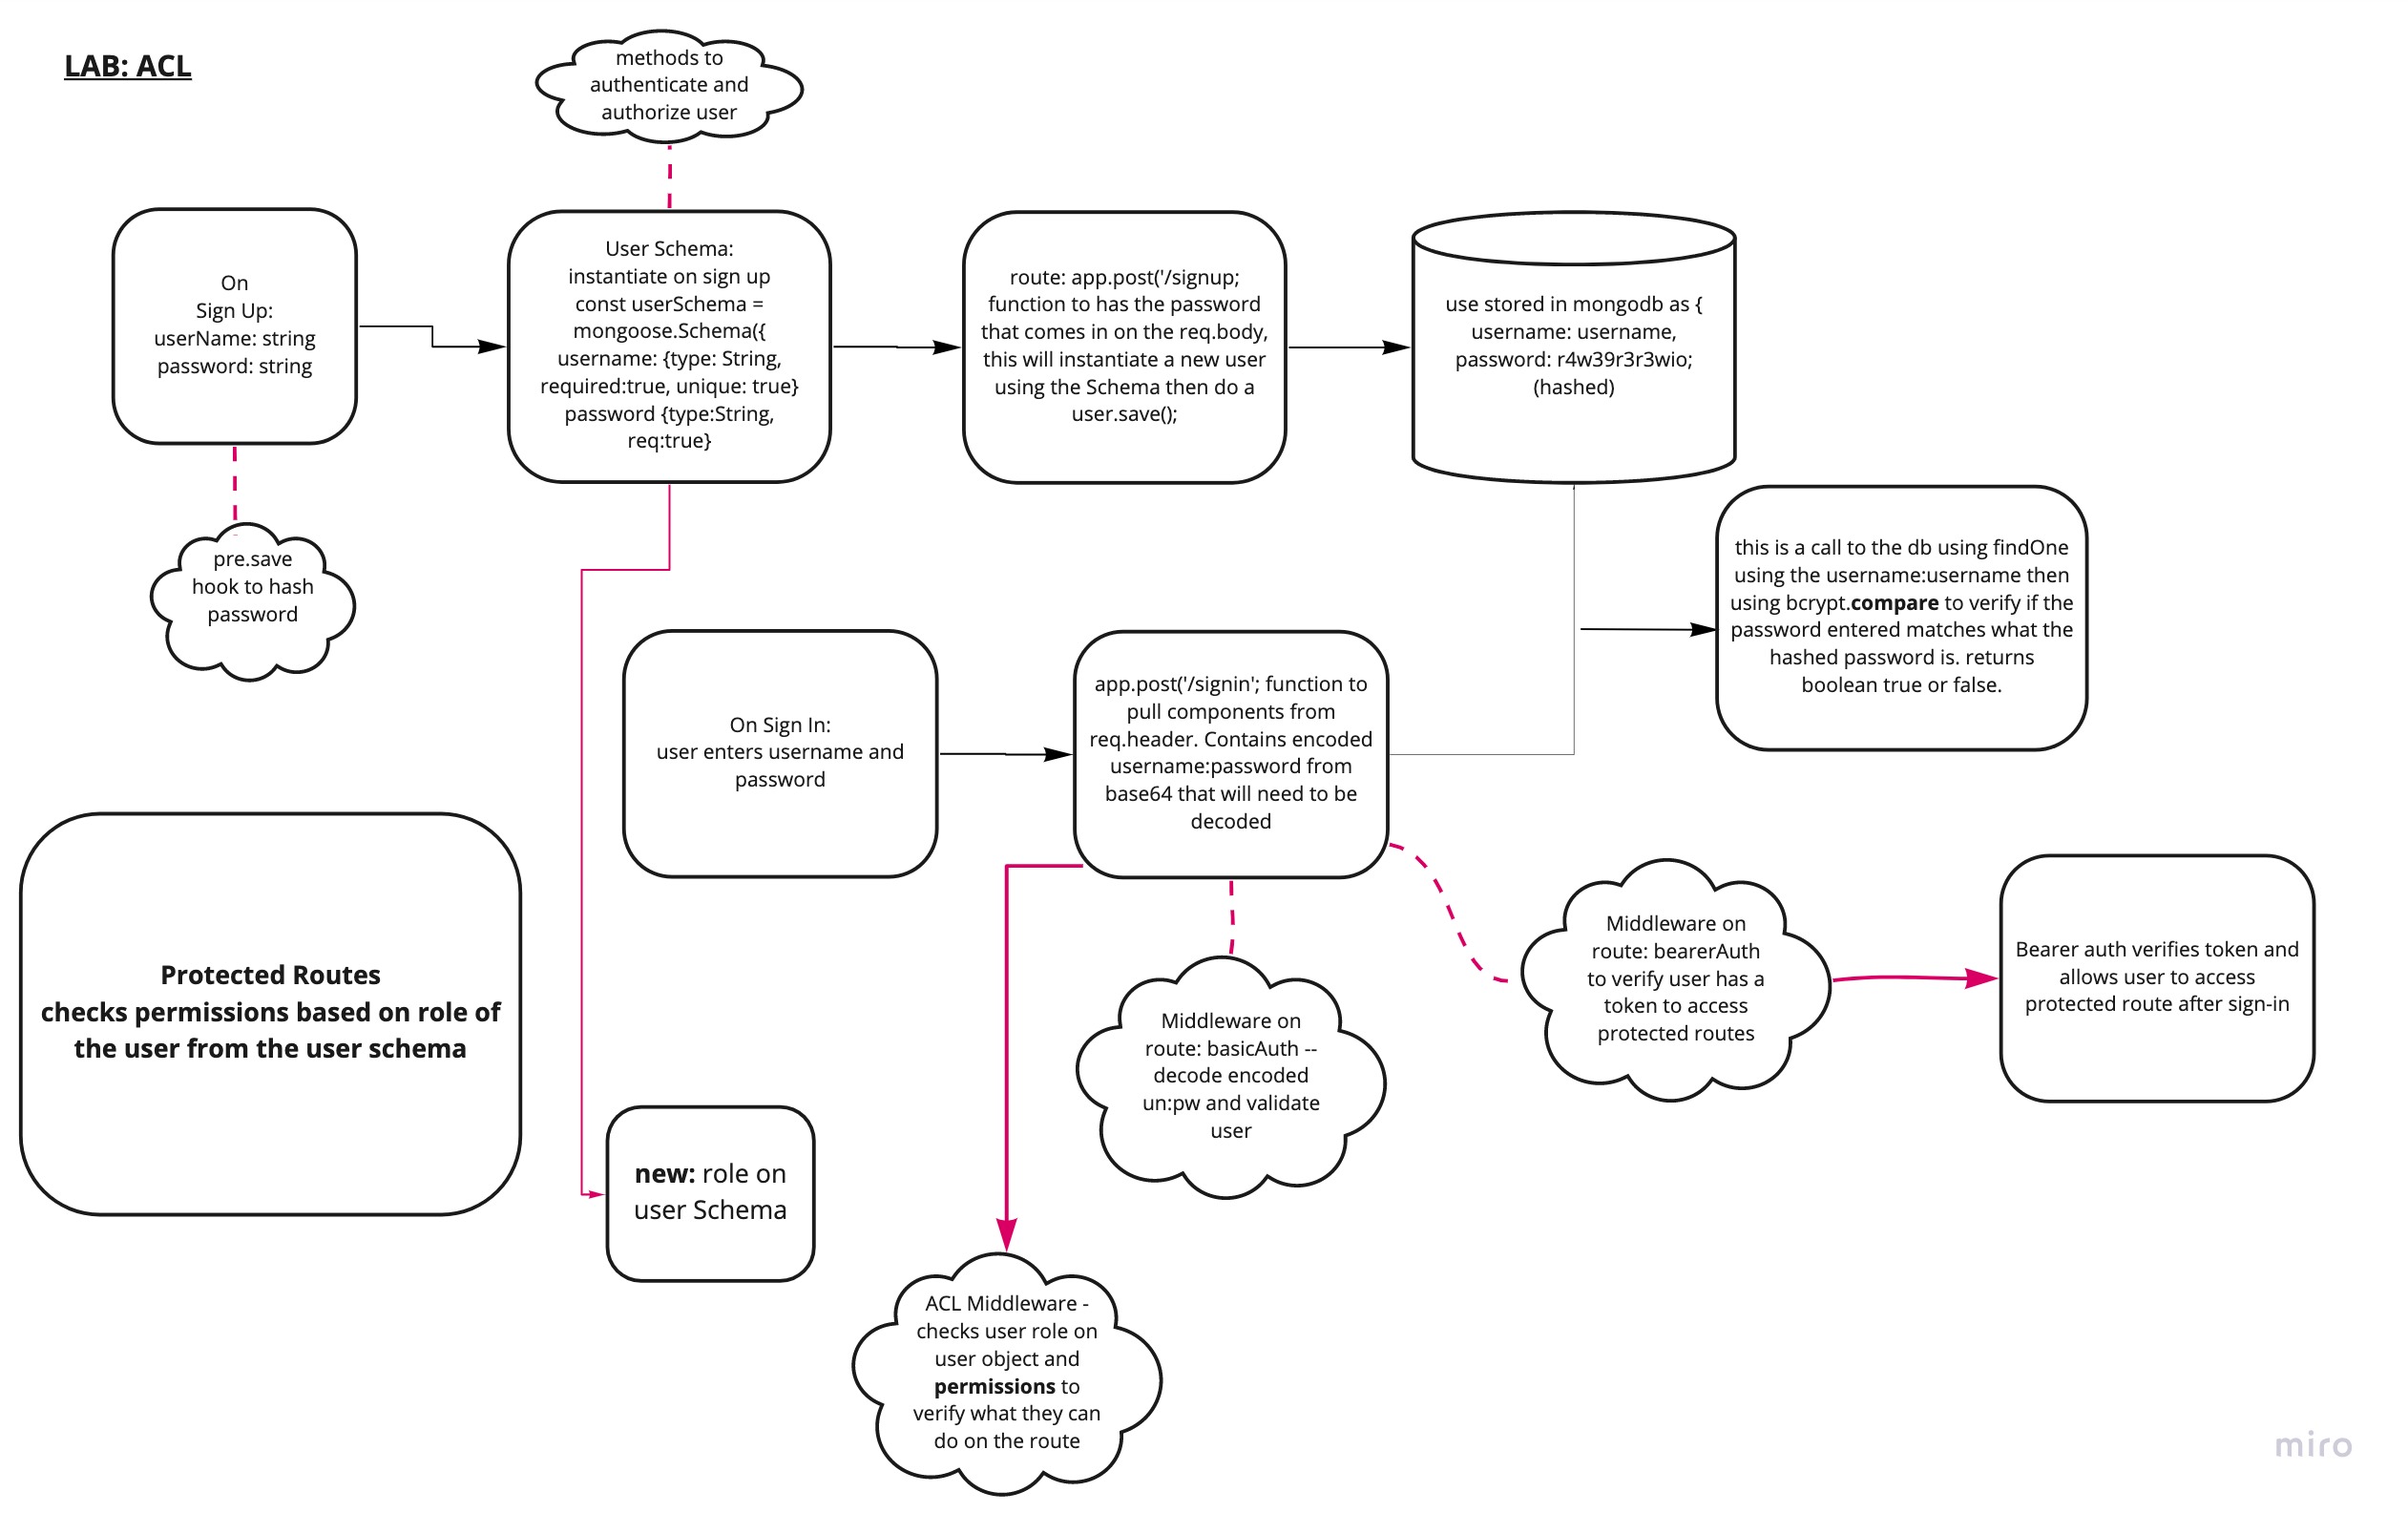 LAB: ACL
methods to
authenticate and
authorize user
On
Sign Up:
userName: string
password: string
User Schema:
instantiate on sign up
const userSchema =
mongoose.Schema({
username: {type: String,
required:true, unique: true}
password {type:String,
req:true}
route: app.post('/signup;
function to has the password
that comes in on the req.body,
this will instantiate a new user
using the Schema then do a
user.save();
use stored in mongodb as {
username: username,
password: r4w39r3r3wio;
(hashed)
pre.save
hook to hash
password
this is a call to the db using findOne
using the username:username then
using bcrypt.compare to verify if the
password entered matches what the
hashed password is. returns
boolean true or false.
On Sign In:
user enters username and
password
app.post('/signin'; function to
pull components from
req.header. Contains encoded
username:password from
base64 that will need to be
decoded
Protected Routes
checks permissions based on role of
the user from the user schema
Middleware on
route: bearerAuth
to verify user has a
token to access
protected routes
Bearer auth verifies token and
allows user to access
protected route after sign-in
Middleware on
route: basicAuth --
decode encoded
un:pw and validate
user
new: role on
user Schema
ACL Middleware -
checks user role on
user object and
permissions to
verify what they can
do on the route
miro